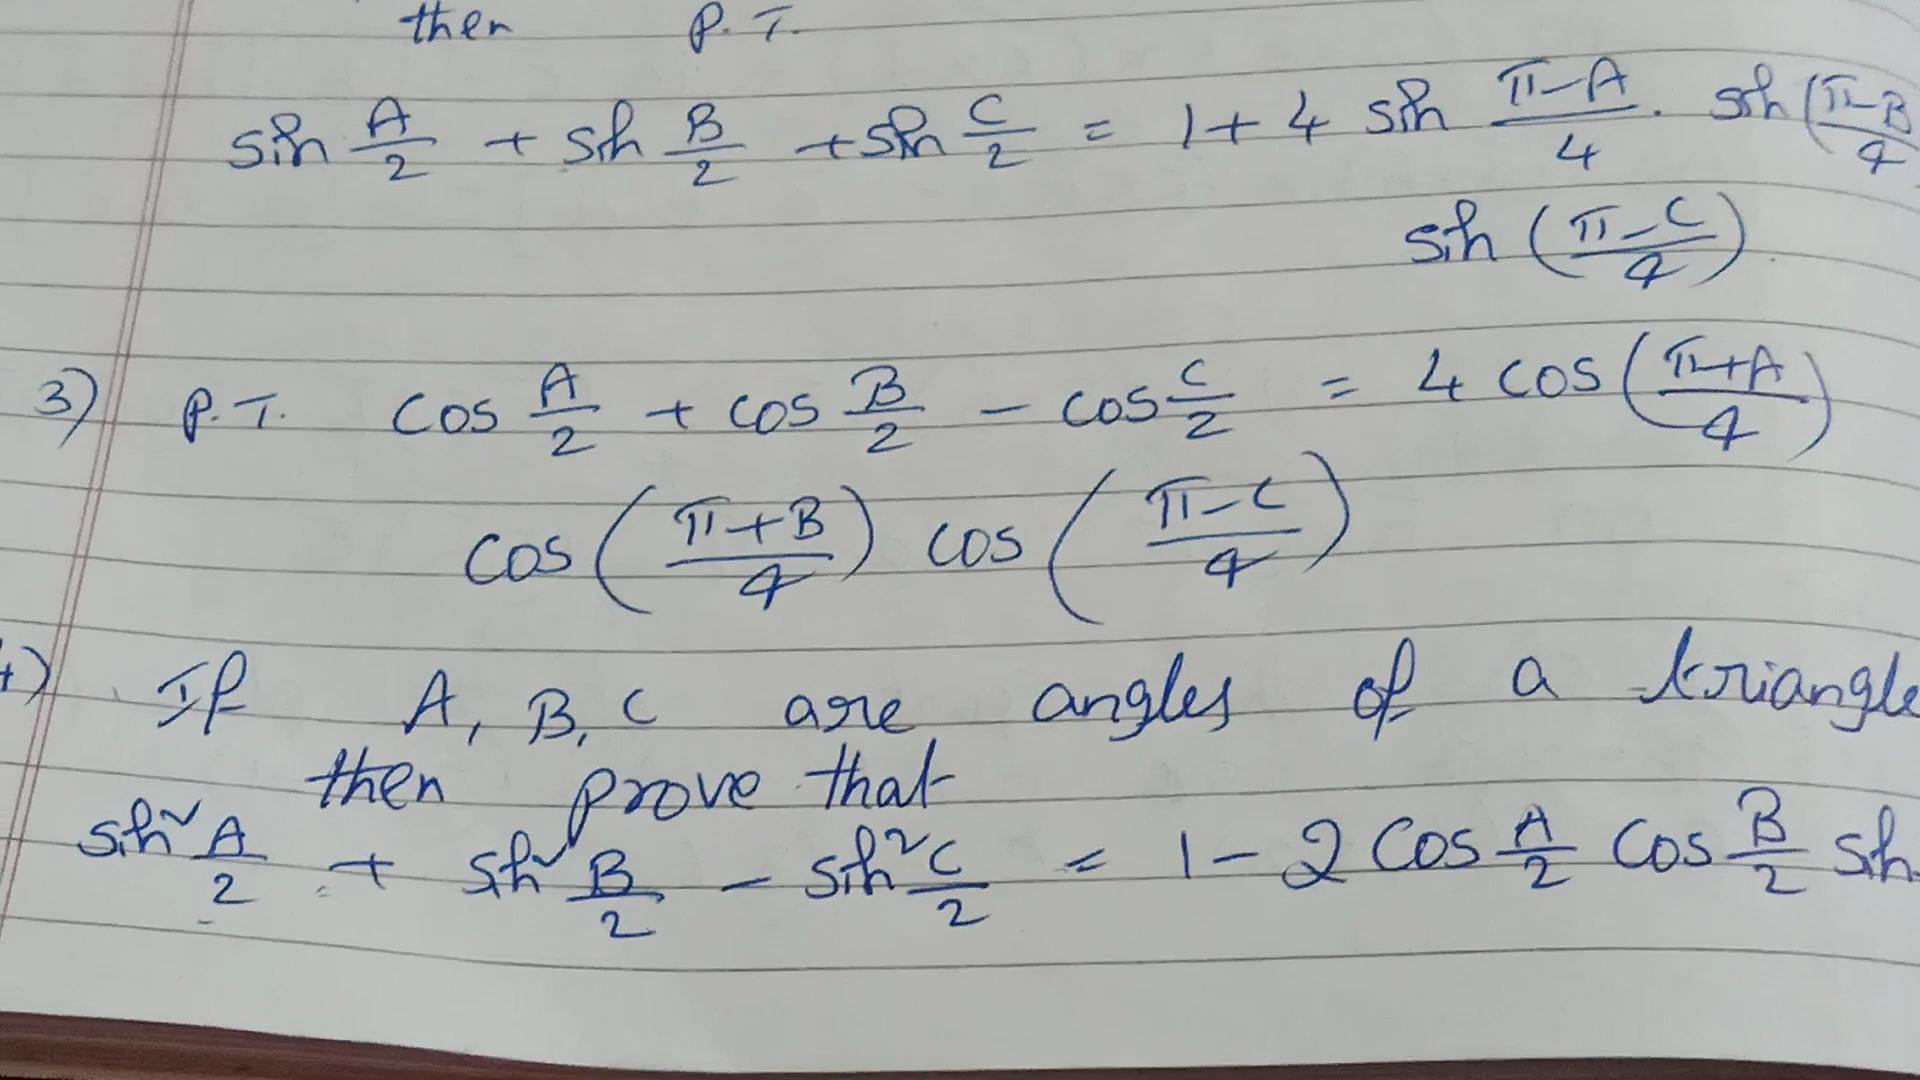 then P.T.
sin A/2 + sin B/2 + sin C/2 = 1 + 4 sin π-A/4 . sin (π-B/4
sin (π-C/4)
3) P.T. cos A/2 + cos B/2 - cos C/2 = 4 cos (π+A/4)
cos (π+B/4) cos (π-C/4)
If A, B, C are angles of a triangle
then prove that
sin² A/2 + sin² B/2 - sin² C/2 = 1 - 2 cos A/2 cos B/2 sin